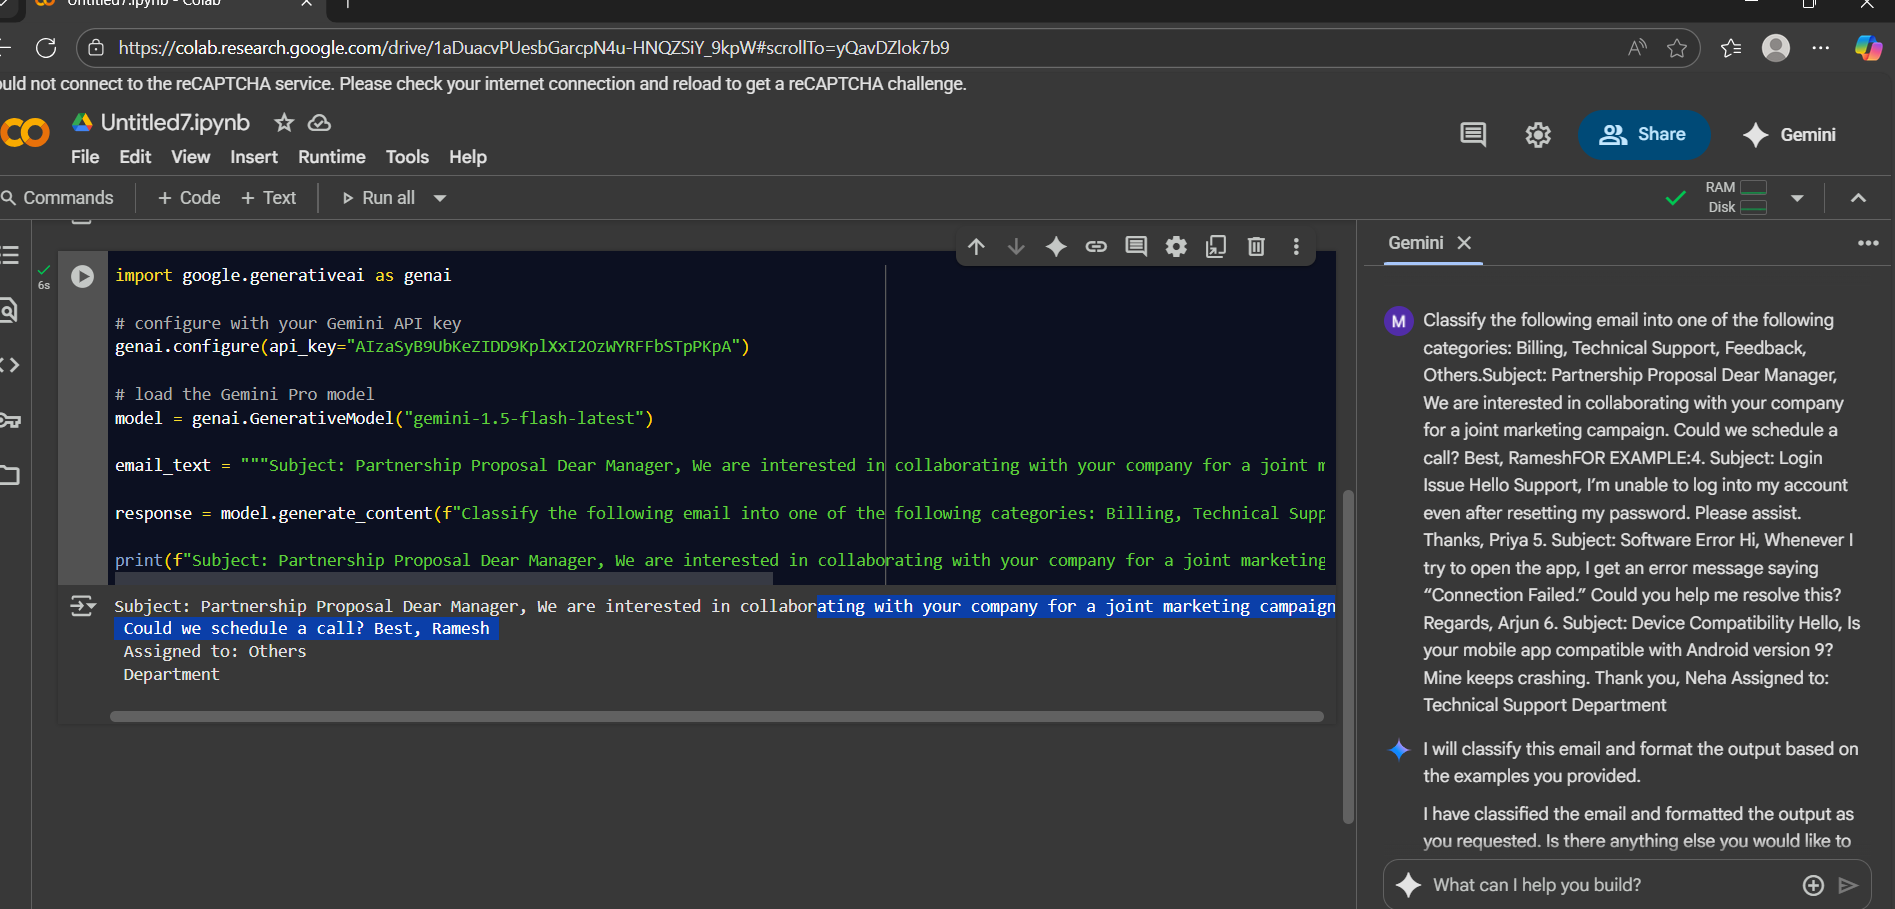 Untitled7.ipynb - Colab
https://colab.research.google.com/drive/1aDuacvPUesbGarcpN4u-HNQZSiY_9kpW#scrollTo=yQavDZlok7b9
ould not connect to the reCAPTCHA service. Please check your internet connection and reload to get a reCAPTCHA challenge.
Untitled7.ipynb
File Edit View Insert Runtime Tools Help
Share
Gemini
Commands + Code + Text Run all
RAM
Disk
6s
import google.generativeai as genai
# configure with your Gemini API key
genai.configure(api_key="AIzaSyB9UbKeZIDD9KplXxI2OzWYRFFbSTpPKpA")
# load the Gemini Pro model
model = genai.GenerativeModel("gemini-1.5-flash-latest")
email_text = """Subject: Partnership Proposal Dear Manager, We are interested in collaborating with your company for a joint m
response = model.generate_content(f"Classify the following email into one of the following categories: Billing, Technical Supp
print(f"Subject: Partnership Proposal Dear Manager, We are interested in collaborating with your company for a joint marketing
Subject: Partnership Proposal Dear Manager, We are interested in collaborating with your company for a joint marketing campaign
Could we schedule a call? Best, Ramesh
Assigned to: Others
Department
Gemini
M
Classify the following email into one of the following
categories: Billing, Technical Support, Feedback,
Others.Subject: Partnership Proposal Dear Manager,
We are interested in collaborating with your company
for a joint marketing campaign. Could we schedule a
call? Best, RameshFOR EXAMPLE:4. Subject: Login
Issue Hello Support, I’m unable to log into my account
even after resetting my password. Please assist.
Thanks, Priya 5. Subject: Software Error Hi, Whenever I
try to open the app, I get an error message saying
“Connection Failed.” Could you help me resolve this?
Regards, Arjun 6. Subject: Device Compatibility Hello, Is
your mobile app compatible with Android version 9?
Mine keeps crashing. Thank you, Neha Assigned to:
Technical Support Department
I will classify this email and format the output based on
the examples you provided.
I have classified the email and formatted the output as
you requested. Is there anything else you would like to
What can I help you build?